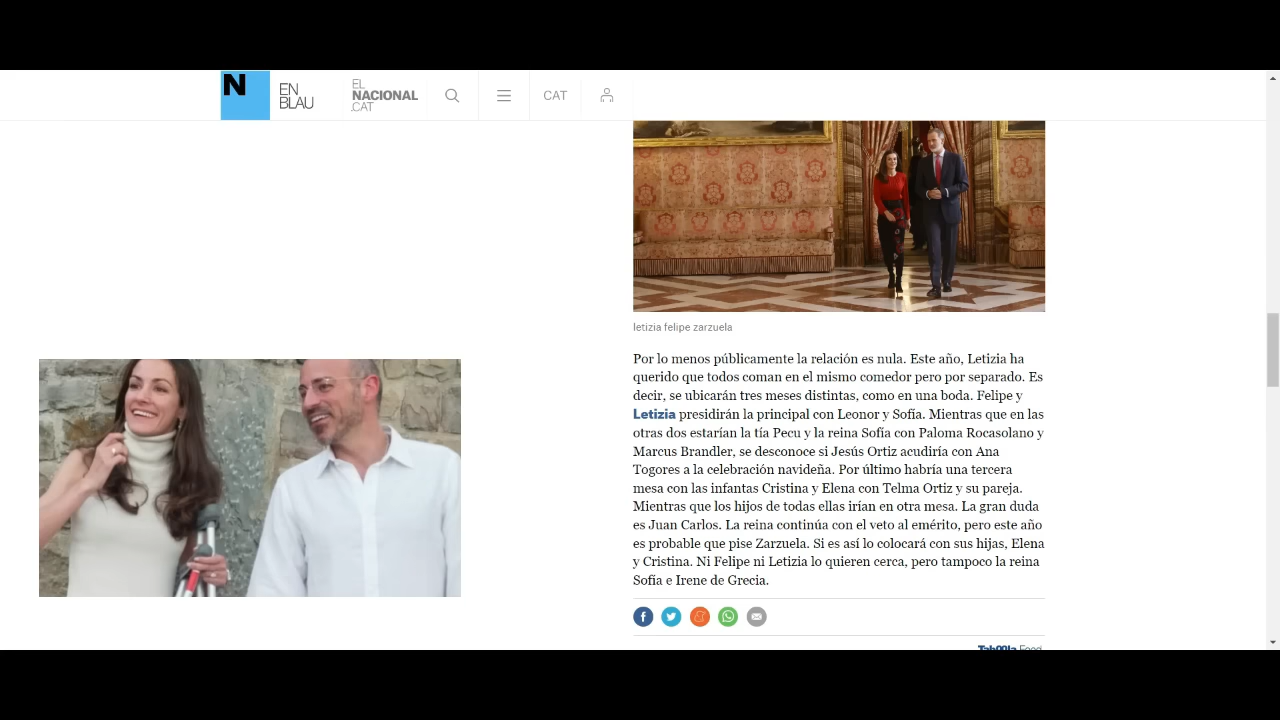 N
EN
BLAU
EL
NACIONAL
.CAT
CAT
letizia felipe zarzuela
Por lo menos públicamente la relación es nula. Este año, Letizia ha
querido que todos coman en el mismo comedor pero por separado. Es
decir, se ubicarán tres meses distintas, como en una boda. Felipe y
Letizia presidirán la principal con Leonor y Sofía. Mientras que en las
otras dos estarían la tía Pecu y la reina Sofía con Paloma Rocasolano y
Marcus Brandler, se desconoce si Jesús Ortiz acudiría con Ana
Togores a la celebración navideña. Por último habría una tercera
mesa con las infantas Cristina y Elena con Telma Ortiz y su pareja.
Mientras que los hijos de todas ellas irían en otra mesa. La gran duda
es Juan Carlos. La reina continúa con el veto al emérito, pero este año
es probable que pise Zarzuela. Si es así lo colocará con sus hijas, Elena
y Cristina. Ni Felipe ni Letizia lo quieren cerca, pero tampoco la reina
Sofía e Irene de Grecia.
Taboola Feed